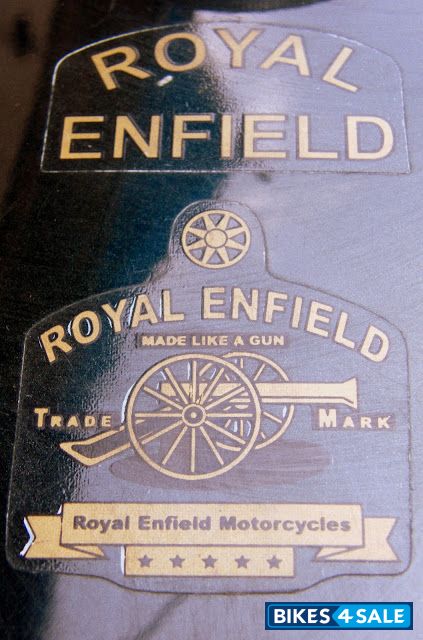 ROYAL
ENFIELD
ROYAL ENFIELD
MADE LIKE A GUN
TRADE MARK
Royal Enfield Motorcycles
BIKES4SALE